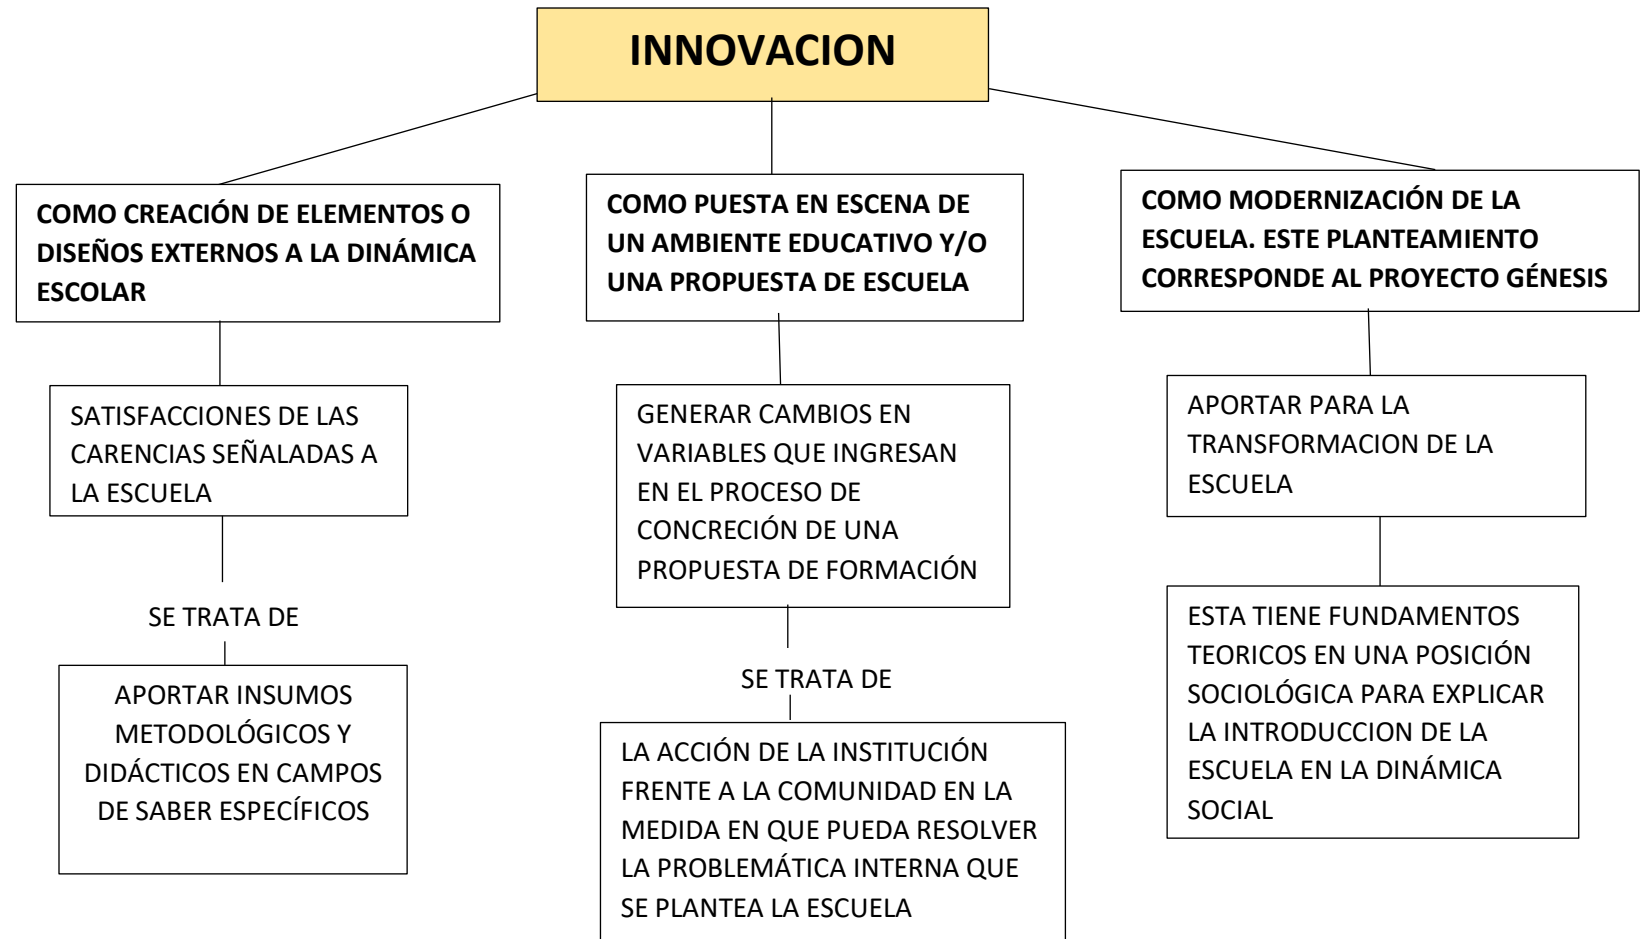 INNOVACION
COMO CREACIÓN DE ELEMENTOS O
DISEÑOS EXTERNOS A LA DINÁMICA
ESCOLAR
SATISFACCIONES DE LAS
CARENCIAS SEÑALADAS A
LA ESCUELA
SE TRATA DE
APORTAR INSUMOS
METODOLÓGICOS Y
DIDÁCTICOS EN CAMPOS
DE SABER ESPECÍFICOS
COMO PUESTA EN ESCENA DE
UN AMBIENTE EDUCATIVO Y/O
UNA PROPUESTA DE ESCUELA
GENERAR CAMBIOS EN
VARIABLES QUE INGRESAN
EN EL PROCESO DE
CONCRECIÓN DE UNA
PROPUESTA DE FORMACIÓN
SE TRATA DE
LA ACCIÓN DE LA INSTITUCIÓN
FRENTE A LA COMUNIDAD EN LA
MEDIDA EN QUE PUEDA RESOLVER
LA PROBLEMÁTICA INTERNA QUE
SE PLANTEA LA ESCUELA
COMO MODERNIZACIÓN DE LA
ESCUELA. ESTE PLANTEAMIENTO
CORRESPONDE AL PROYECTO GÉNESIS
APORTAR PARA LA
TRANSFORMACION DE LA
ESCUELA
ESTA TIENE FUNDAMENTOS
TEORICOS EN UNA POSICIÓN
SOCIOLÓGICA PARA EXPLICAR
LA INTRODUCCION DE LA
ESCUELA EN LA DINÁMICA
SOCIAL